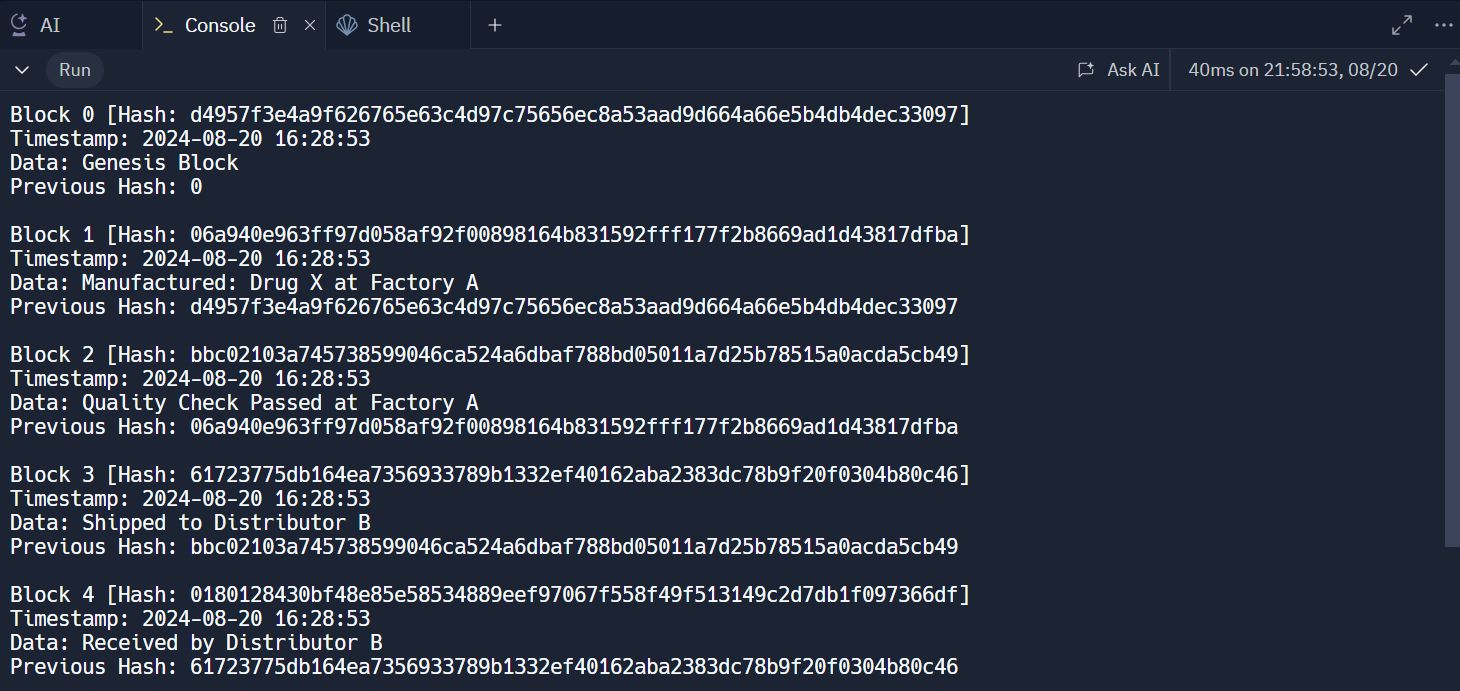 AI
Console
Shell
Run
Ask AI
40ms on 21:58:53, 08/20
Block 0 [Hash: d4957f3e4a9f626765e63c4d97c75656ec8a53aad9d664a66e5b4db4dec33097]
Timestamp: 2024-08-20 16:28:53
Data: Genesis Block
Previous Hash: 0
Block 1 [Hash: 06a940e963ff97d058af92f00898164b831592fff177f2b8669ad1d43817dfba]
Timestamp: 2024-08-20 16:28:53
Data: Manufactured: Drug X at Factory A
Previous Hash: d4957f3e4a9f626765e63c4d97c75656ec8a53aad9d664a66e5b4db4dec33097
Block 2 [Hash: bbc02103a745738599046ca524a6dbaf788bd05011a7d25b78515a0acda5cb49]
Timestamp: 2024-08-20 16:28:53
Data: Quality Check Passed at Factory A
Previous Hash: 06a940e963ff97d058af92f00898164b831592fff177f2b8669ad1d43817dfba
Block 3 [Hash: 61723775db164ea7356933789b1332ef40162aba2383dc78b9f20f0304b80c46]
Timestamp: 2024-08-20 16:28:53
Data: Shipped to Distributor B
Previous Hash: bbc02103a745738599046ca524a6dbaf788bd05011a7d25b78515a0acda5cb49
Block 4 [Hash: 0180128430bf48e85e58534889eef97067f558f49f513149c2d7db1f097366df]
Timestamp: 2024-08-20 16:28:53
Data: Received by Distributor B
Previous Hash: 61723775db164ea7356933789b1332ef40162aba2383dc78b9f20f0304b80c46